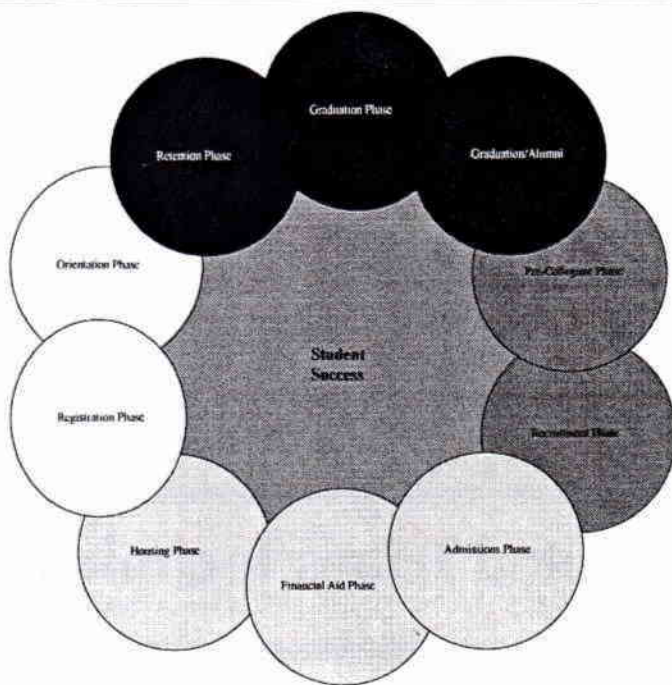 Graduation Phase
Retention Phase
Graduation/Alumni
Orientation Phase
Pre-Collegiate Phase
Student
Success
Registration Phase
Recruitment Phase
Housing Phase
Admissions Phase
Financial Aid Phase